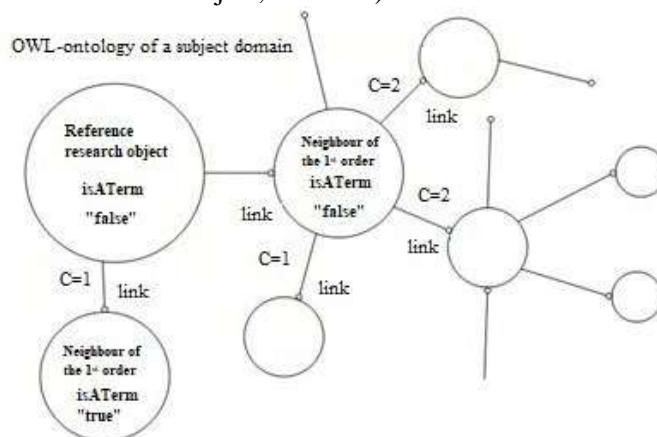 OWL-ontology of a subject domain
Reference
research object
isATerm
"false"
C=1
link
Neighbour of
the 1st order
isATerm
"true"
link
Neighbour of
the 1st order
isATerm
"false"
C=1
link
C=2
link
C=2
link